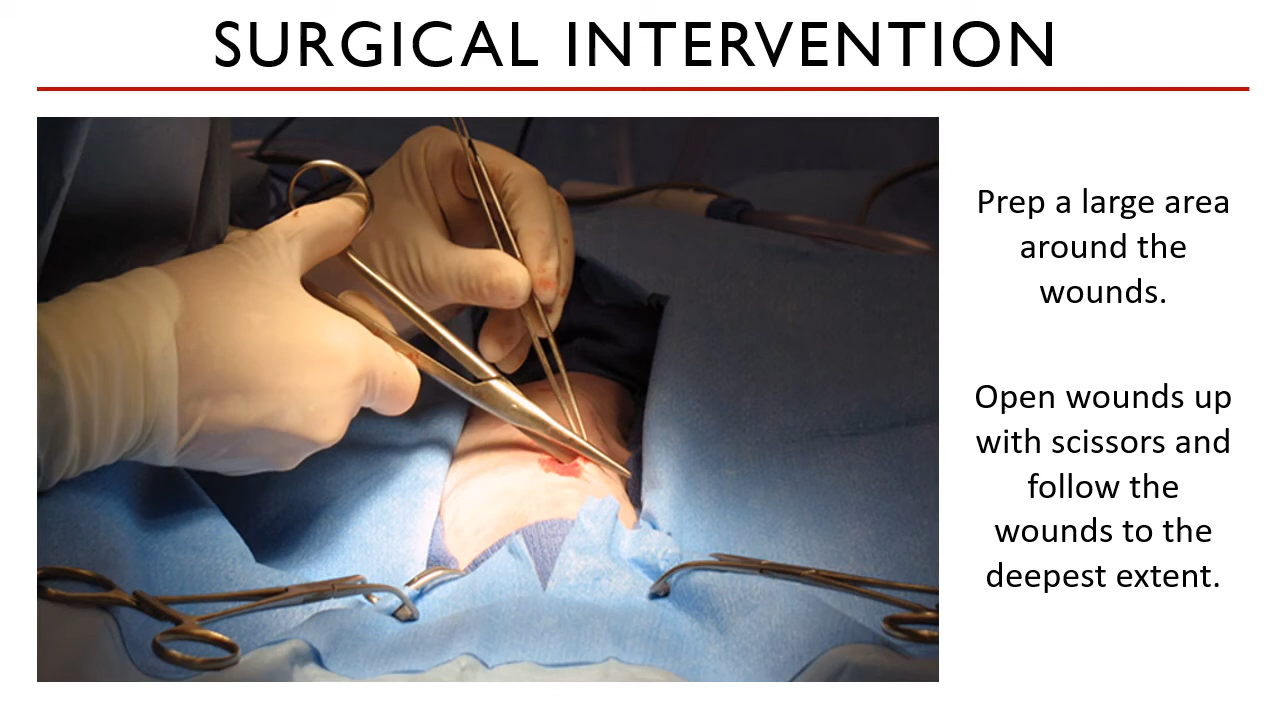 SURGICAL INTERVENTION
Prep a large area
around the
wounds.
Open wounds up
with scissors and
follow the
wounds to the
deepest extent.